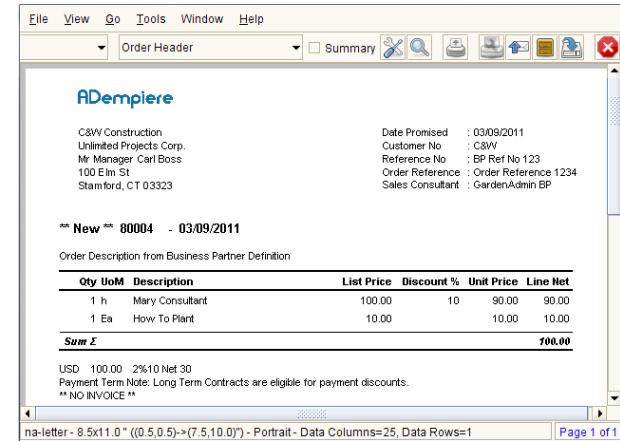 File View Go Tools Window Help
Order Header Summary
ADempiere
C&W Construction
Unlimited Projects Corp.
Mr Manager Carl Boss
100 Elm St
Stamford, CT 03323
Date Promised : 03/09/2011
Customer No : C&W
Reference No : BP Ref No 123
Order Reference : Order Reference 1234
Sales Consultant : GardenAdmin BP
** New ** 80004 - 03/09/2011
Order Description from Business Partner Definition
Qty UoM Description List Price Discount % Unit Price Line Net
1 h Mary Consultant 100.00 10 90.00 90.00
1 Ea How To Plant 10.00 10.00 10.00
Sum Σ 100.00
USD 100.00 2%10 Net 30
Payment Term Note: Long Term Contracts are eligible for payment discounts.
** NO INVOICE **
na-letter - 8.5x11.0 " ((0.5,0.5)->(7.5,10.0)") - Portrait - Data Columns=25, Data Rows=1 Page 1 of 1